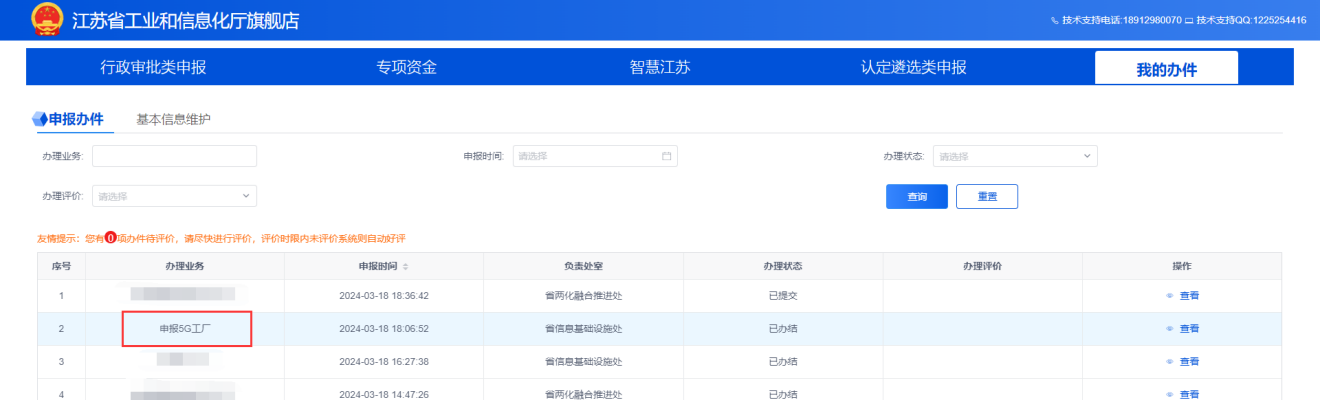 江苏省工业和信息化厅旗舰店
技术支持电话:18912980070 技术支持QQ:1225254416
行政审批类申报 专项资金 智慧江苏 认定遴选类申报 我的办件
申报办件 基本信息维护
办理业务: 申报时间: 请选择 办理状态: 请选择
办理评价: 请选择 查询 重置
友情提示：您有0项办件待评价，请尽快进行评价，评价时限内未评价系统则自动好评
序号 办理业务 申报时间 负责处室 办理状态 办理评价 操作
1 2024-03-18 18:36:42 省两化融合推进处 已提交 查看
2 申报5G工厂 2024-03-18 18:06:52 省信息基础设施处 已办结 查看
3 2024-03-18 16:27:38 省信息基础设施处 已办结 查看
4 2024-03-18 14:47:26 省两化融合推进处 已办结 查看